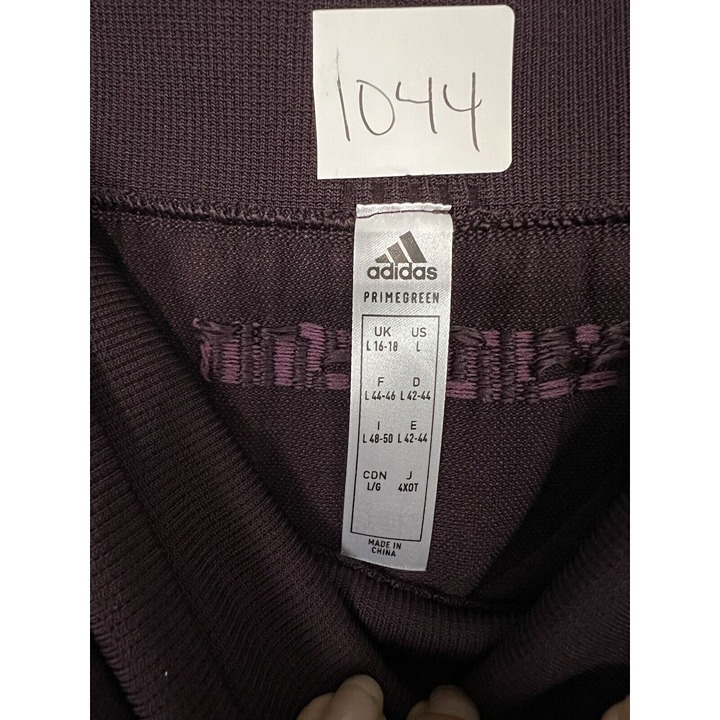 1044
adidas
PRIMEGREEN
UK US
L 16-18 L
F D
L 44-46 L 42-44
I E
L 48-50 L 42-44
CDN J
L/G 4XOT
MADE IN
CHINA